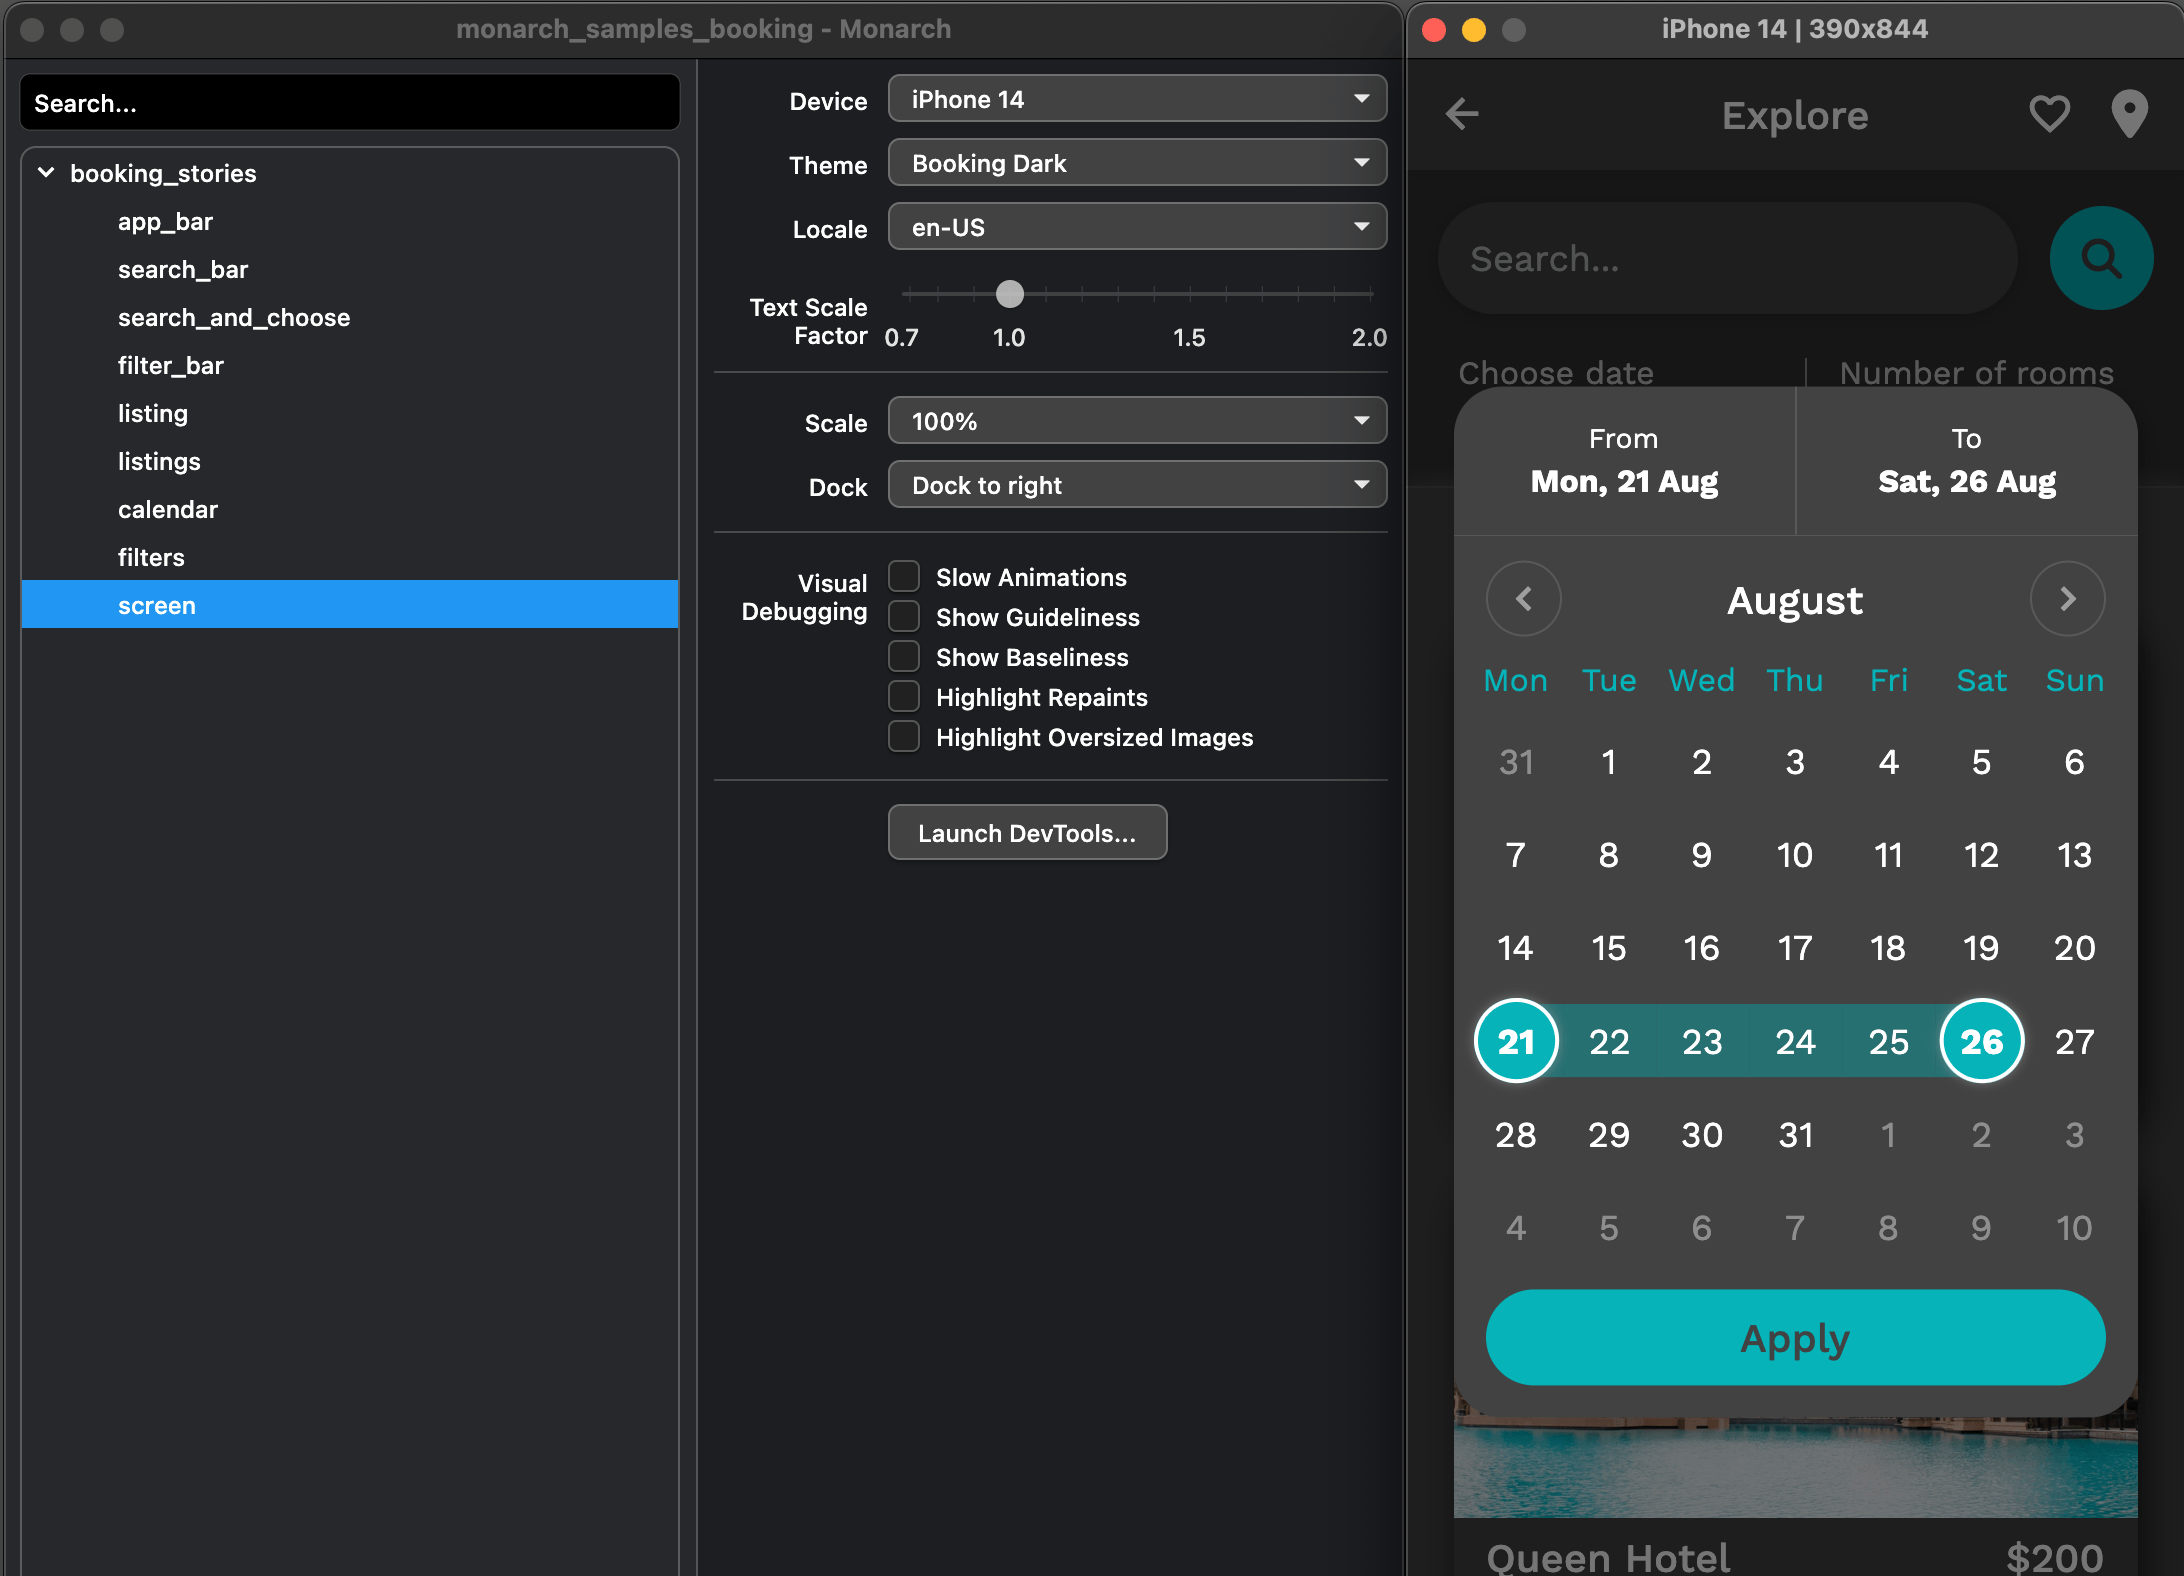 monarch_samples_booking - Monarch
Search...
booking_stories
app_bar
search_bar
search_and_choose
filter_bar
listing
listings
calendar
filters
screen
Device iPhone 14
Theme Booking Dark
Locale en-US
Text Scale
Factor
0.7 1.0 1.5 2.0
Scale 100%
Dock Dock to right
Visual
Debugging
Slow Animations
Show Guideliness
Show Baseliness
Highlight Repaints
Highlight Oversized Images
Launch DevTools...
iPhone 14 | 390x844
Explore
Search...
Choose date Number of rooms
From To
Mon, 21 Aug Sat, 26 Aug
August
Mon Tue Wed Thu Fri Sat Sun
31 1 2 3 4 5 6
7 8 9 10 11 12 13
14 15 16 17 18 19 20
21 22 23 24 25 26 27
28 29 30 31 1 2 3
4 5 6 7 8 9 10
Apply
Queen Hotel $200